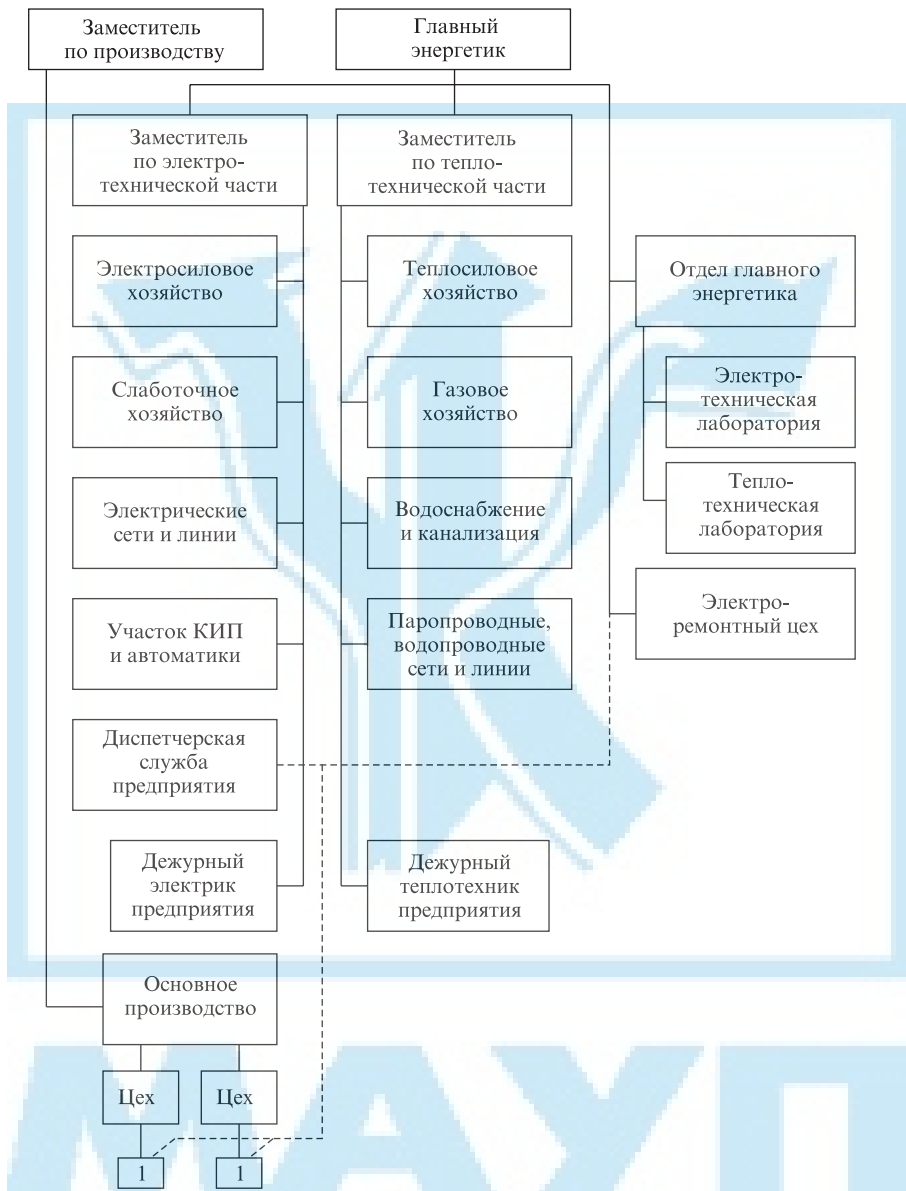 Заместитель
по производству
Главный
энергетик
Заместитель
по электро-
технической части
Заместитель
по тепло-
технической части
Электросиловое
хозяйство
Теплосиловое
хозяйство
Отдел главного
энергетика
Слаботочное
хозяйство
Газовое
хозяйство
Электро-
техническая
лаборатория
Электрические
сети и линии
Водоснабжение
и канализация
Тепло-
техническая
лаборатория
Участок КИП
и автоматики
Паропроводные,
водопроводные
сети и линии
Электро-
ремонтный цех
Диспетчерская
служба
предприятия
Дежурный
электрик
предприятия
Дежурный
теплотехник
предприятия
Основное
производство
Цех
Цех
1
1
МАУП